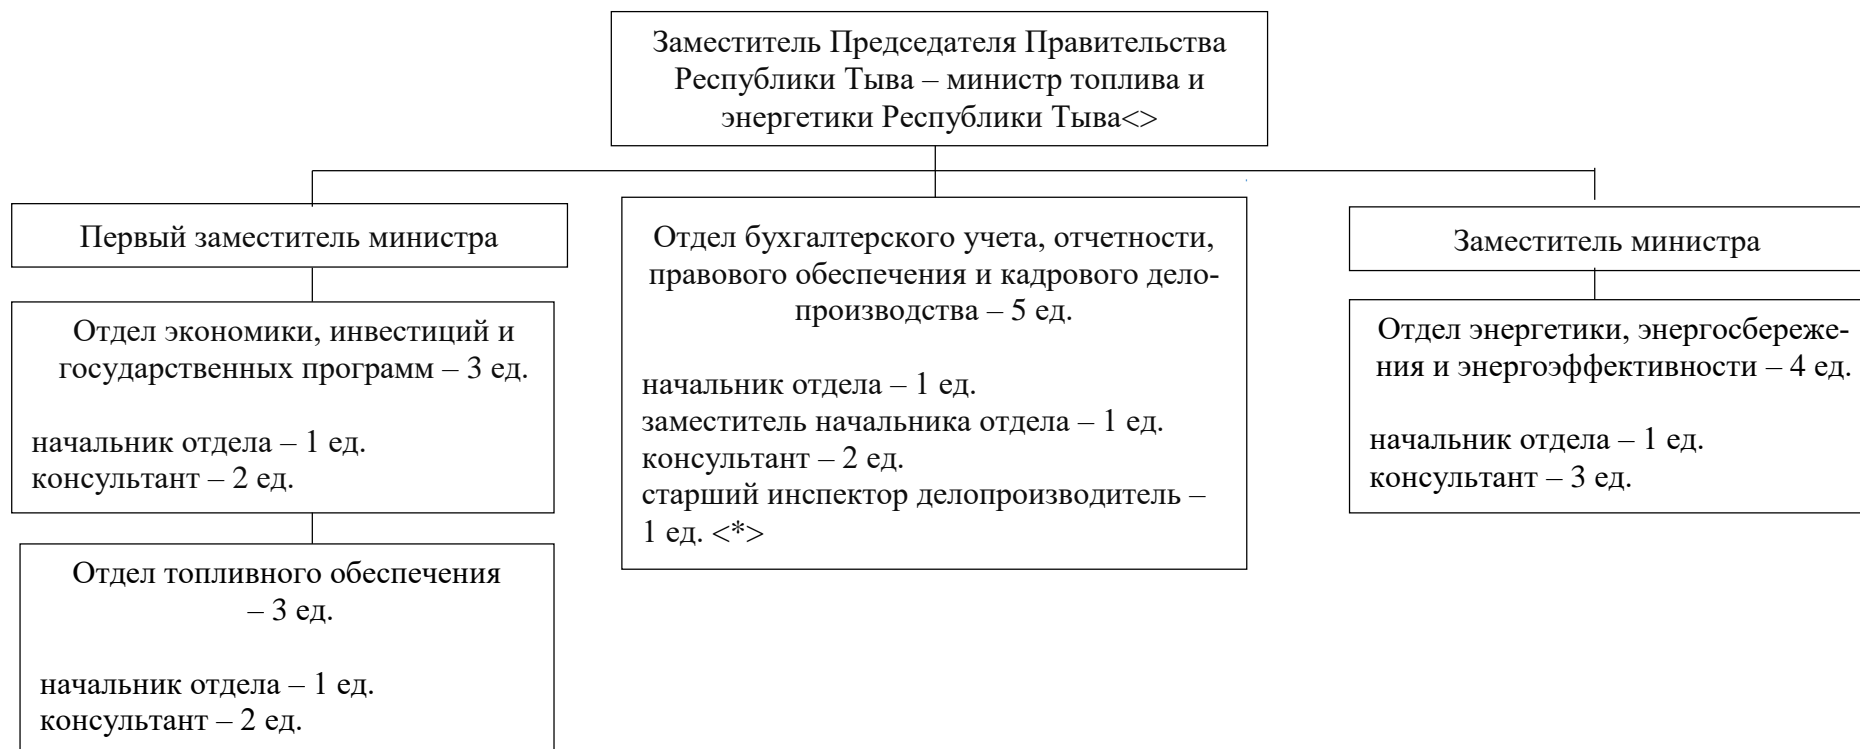 Заместитель Председателя Правительства
Республики Тыва – министр топлива и
энергетики Республики Тыва<>
Первый заместитель министра
Отдел экономики, инвестиций и
государственных программ – 3 ед.
начальник отдела – 1 ед.
консультант – 2 ед.
Отдел топливного обеспечения
– 3 ед.
начальник отдела – 1 ед.
консультант – 2 ед.
Отдел бухгалтерского учета, отчетности,
правового обеспечения и кадрового дело-
производства – 5 ед.
начальник отдела – 1 ед.
заместитель начальника отдела – 1 ед.
консультант – 2 ед.
старший инспектор делопроизводитель –
1 ед. <*>
Заместитель министра
Отдел энергетики, энергосбереже-
ния и энергоэффективности – 4 ед.
начальник отдела – 1 ед.
консультант – 3 ед.